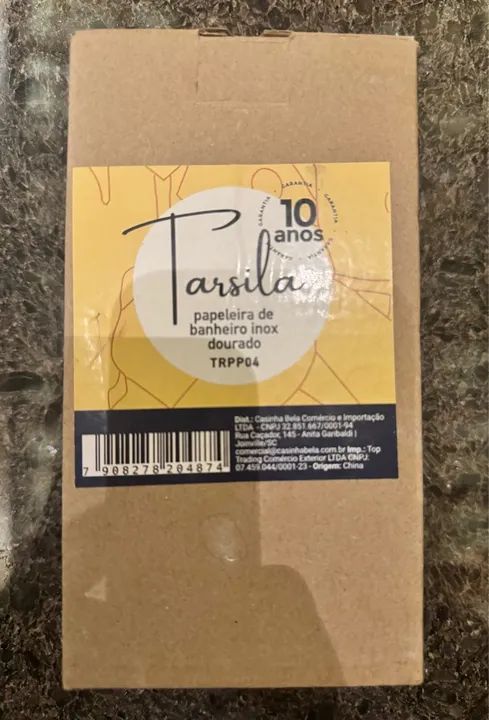 GARANTIA GARANTIA GARANTIA GARANTIA
10
anos
Tarsila
papeleira de
banheiro inox
dourado
TRPP04
Dist.: Casinha Bela Comércio e Importação
LTDA - CNPJ 32.851.667/0001-94
Rua Caçador, 145 - Anita Garibaldi |
Joinville/SC
comercial@casinhabela.com.br Imp.: Top
Trading Comércio Exterior LTDA CNPJ:
07.459.044/0001-23 - Origem: China
7 908278 204874